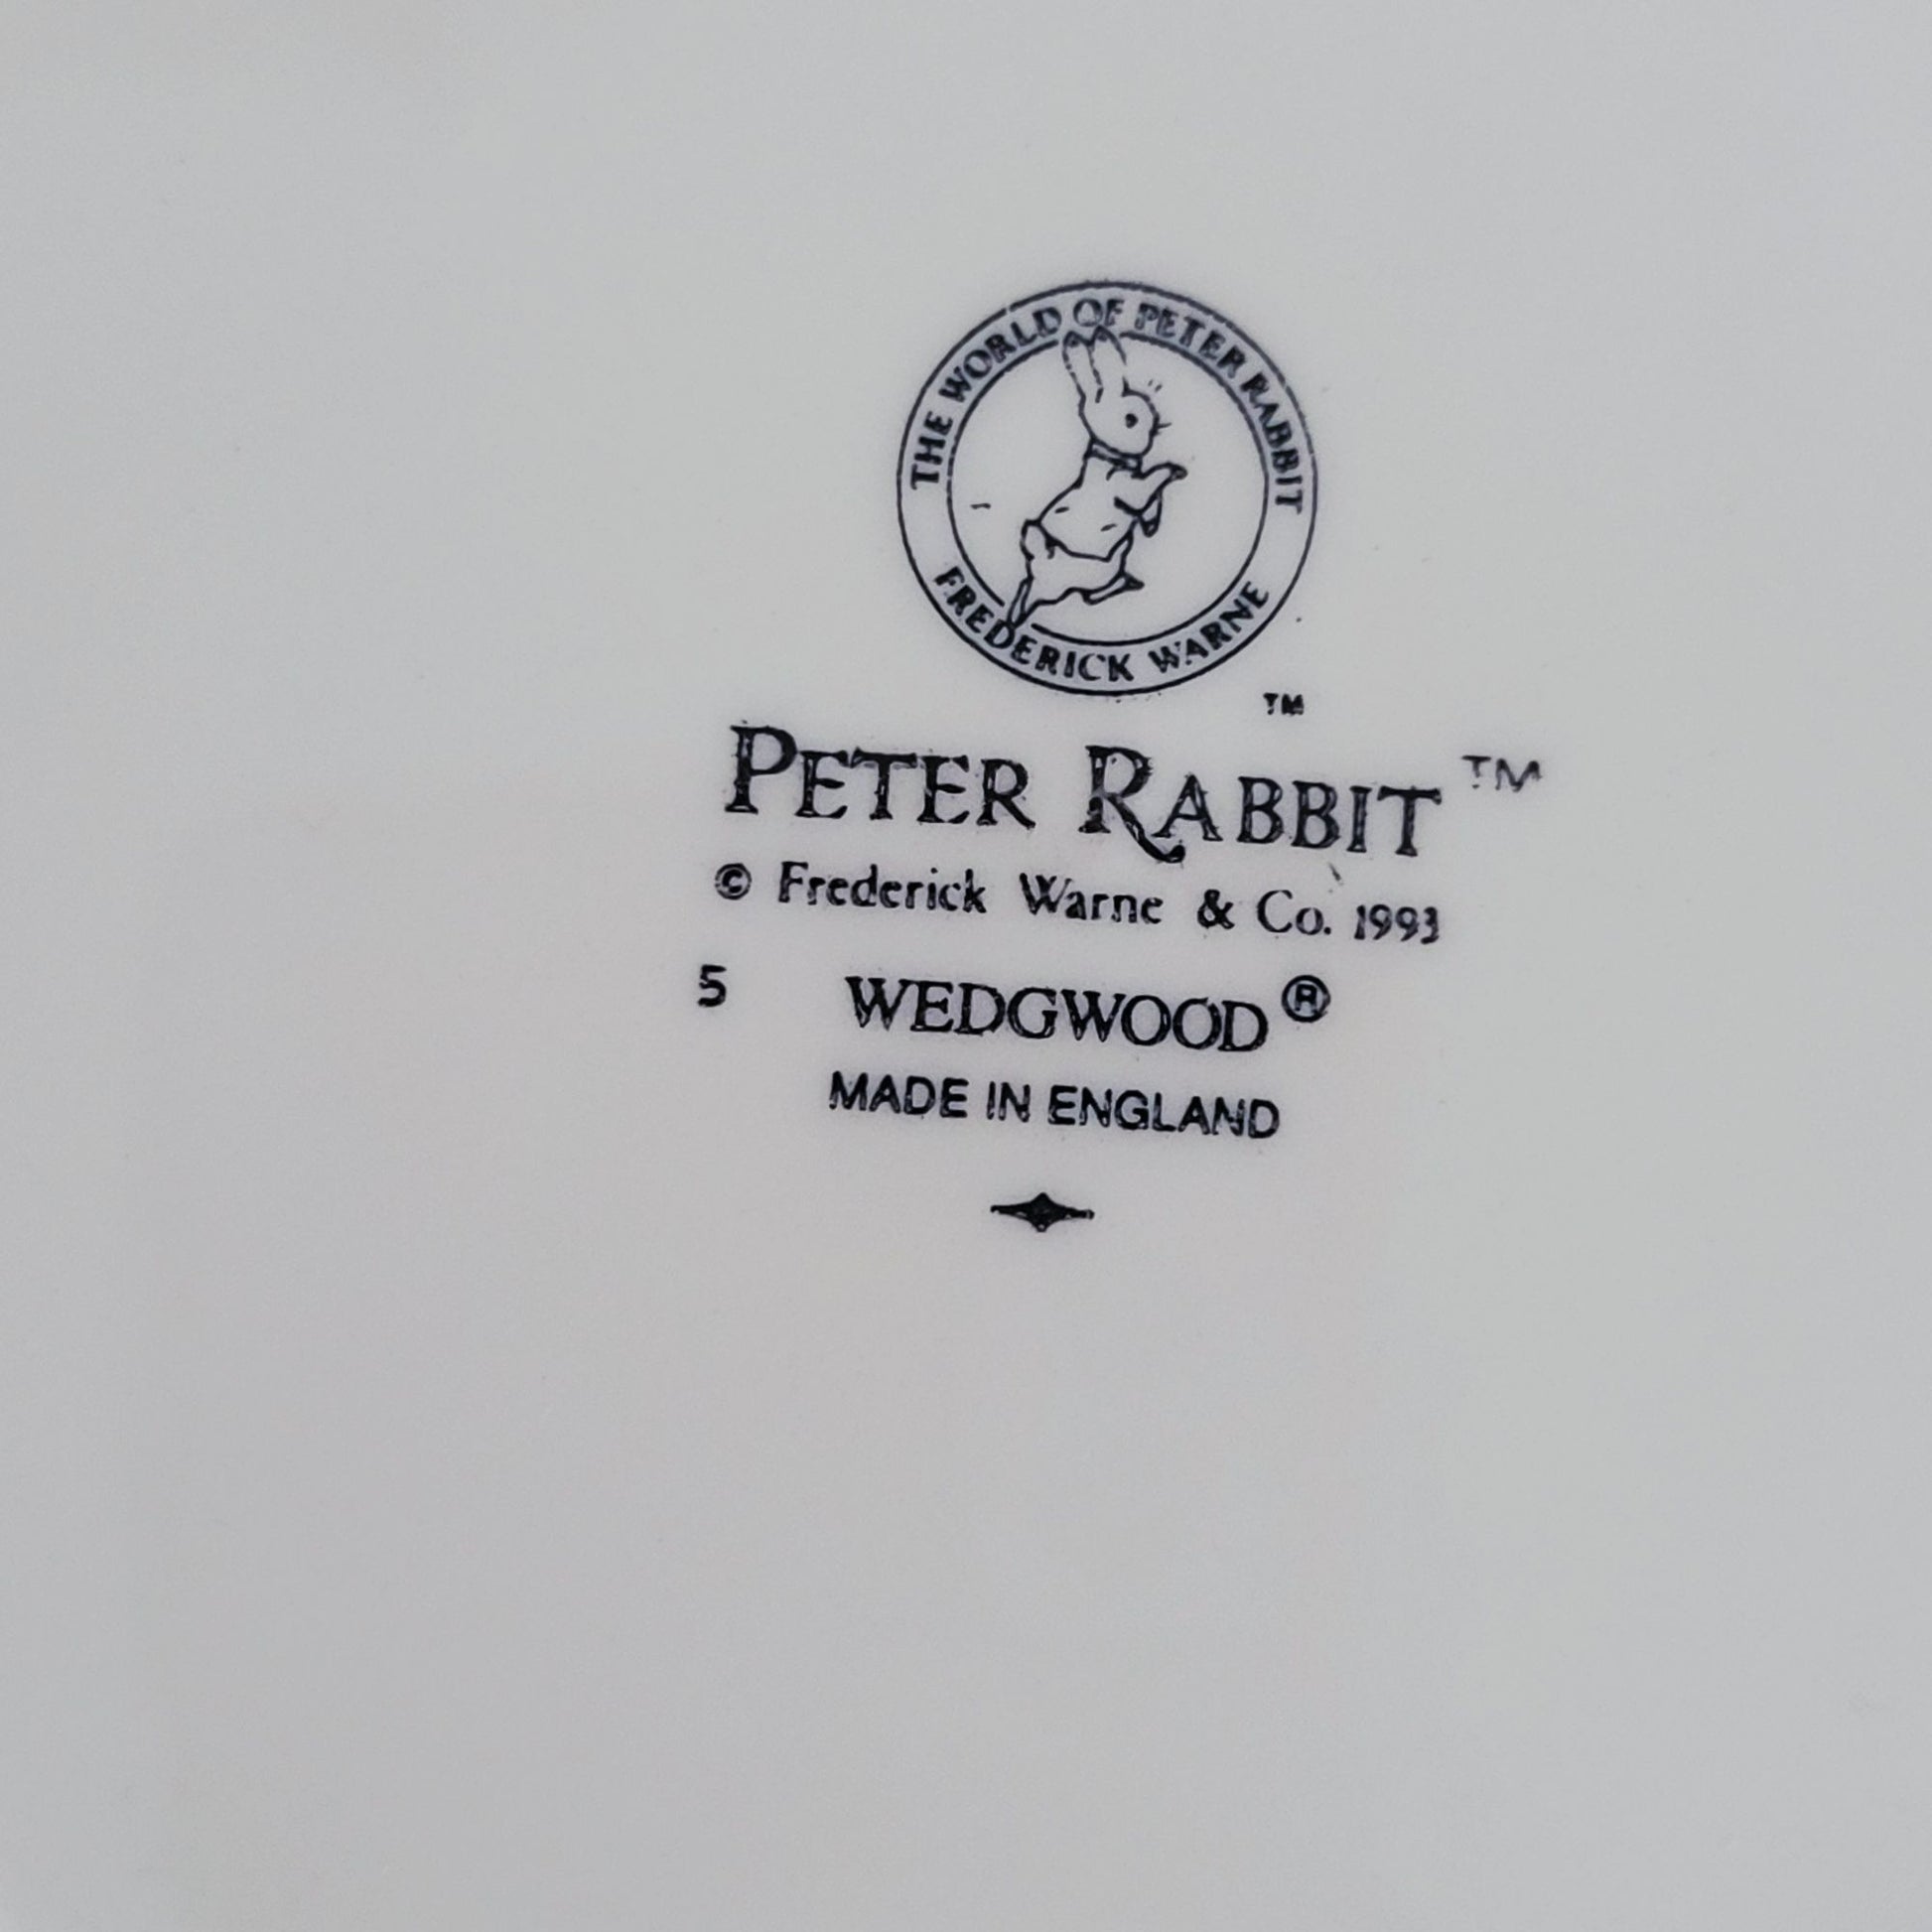 THE WORLD OF PETER RABBIT
FREDERICK WARNE
TM
PETER RABBIT TM
© Frederick Warne & Co. 1993
5 WEDGWOOD ®
MADE IN ENGLAND